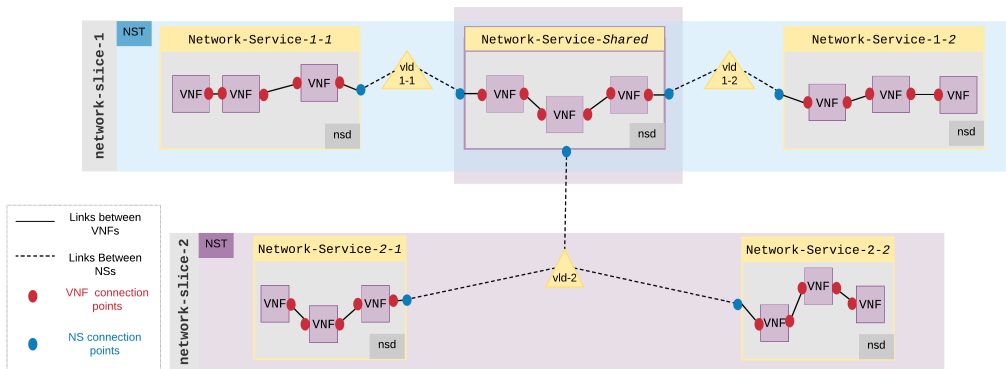 network-slice-1
NST
Network-Service-1-1
VNF
VNF
VNF
nsd
vld
1-1
Network-Service-Shared
VNF
VNF
VNF
nsd
vld
1-2
Network-Service-1-2
VNF
VNF
VNF
nsd
Links between
VNFs
Links Between
NSs
VNF connection
points
NS connection
points
network-slice-2
NST
Network-Service-2-1
VNF
VNF
VNF
nsd
vld-2
Network-Service-2-2
VNF
VNF
VNF
nsd